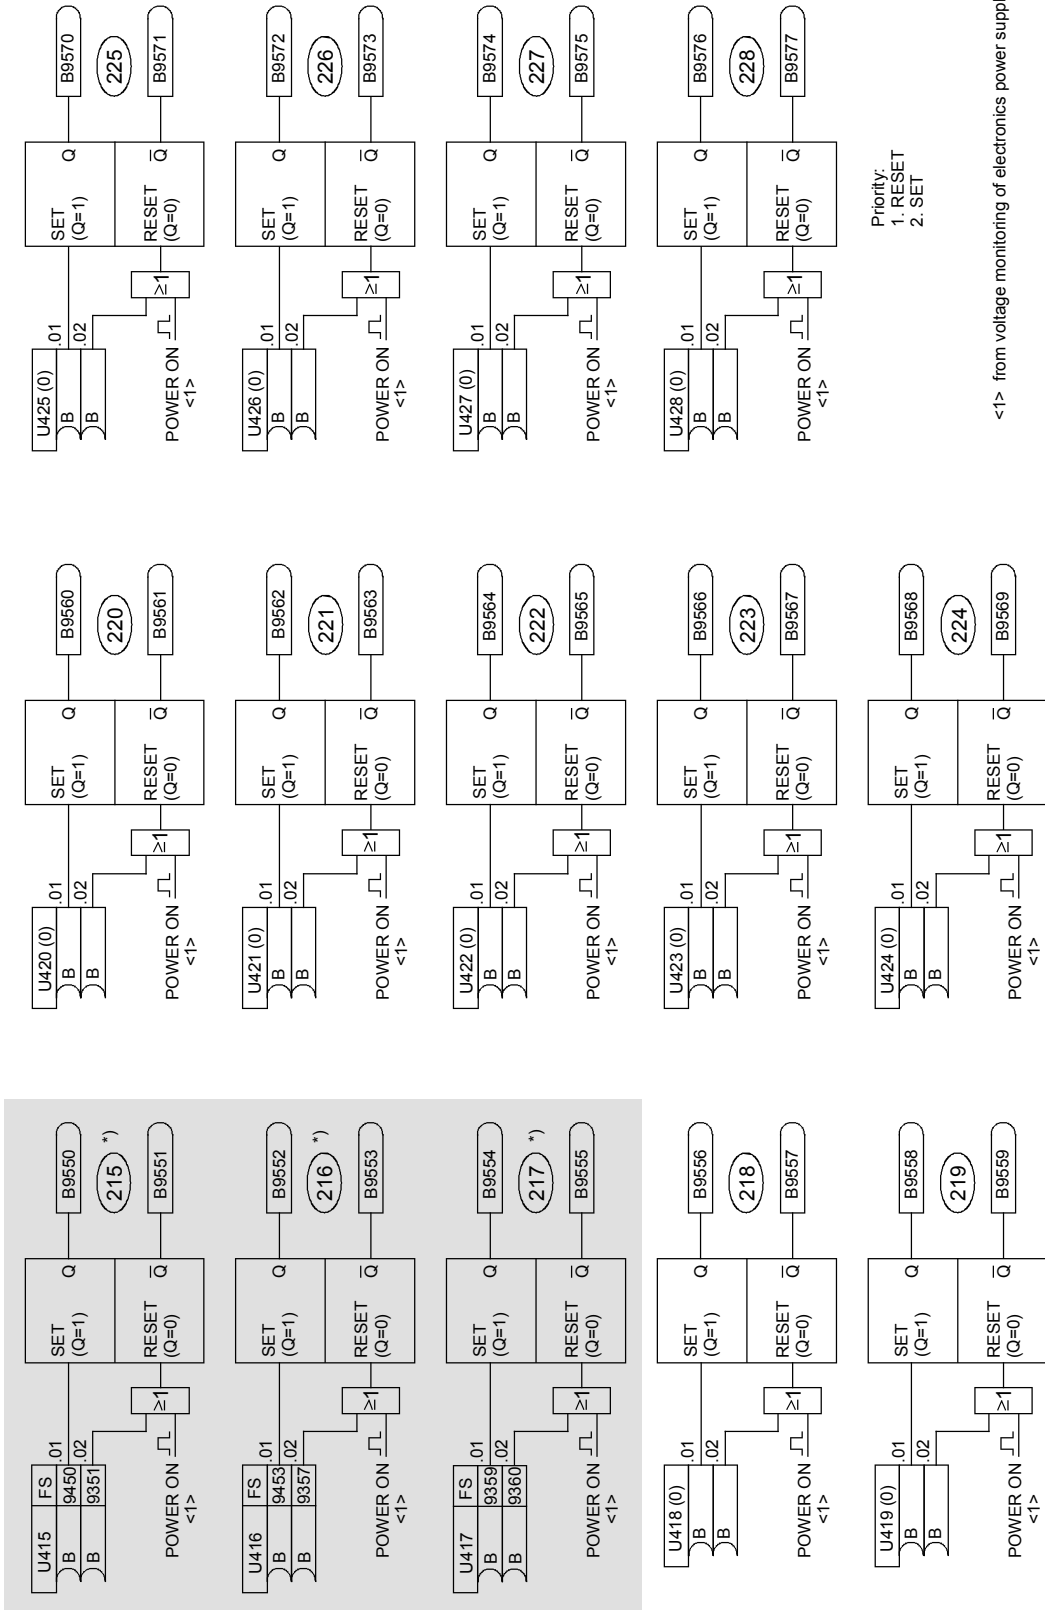 U415 FS
B 9450 .01
B 9351 .02
POWER ON
<1>
≥1
SET
(Q=1)
Q
RESET
(Q=0)
Q
B9550
215 *)
B9551
U416 FS
B 9453 .01
B 9357 .02
POWER ON
<1>
≥1
SET
(Q=1)
Q
RESET
(Q=0)
Q
B9552
216 *)
B9553
U417 FS
B 9359 .01
B 9360 .02
POWER ON
<1>
≥1
SET
(Q=1)
Q
RESET
(Q=0)
Q
B9554
217 *)
B9555
U418 (0)
B .01
B .02
POWER ON
<1>
≥1
SET
(Q=1)
Q
RESET
(Q=0)
Q
B9556
218
B9557
U419 (0)
B .01
B .02
POWER ON
<1>
≥1
SET
(Q=1)
Q
RESET
(Q=0)
Q
B9558
219
B9559
U420 (0)
B .01
B .02
POWER ON
<1>
≥1
SET
(Q=1)
Q
RESET
(Q=0)
Q
B9560
220
B9561
U421 (0)
B .01
B .02
POWER ON
<1>
≥1
SET
(Q=1)
Q
RESET
(Q=0)
Q
B9562
221
B9563
U422 (0)
B .01
B .02
POWER ON
<1>
≥1
SET
(Q=1)
Q
RESET
(Q=0)
Q
B9564
222
B9565
U423 (0)
B .01
B .02
POWER ON
<1>
≥1
SET
(Q=1)
Q
RESET
(Q=0)
Q
B9566
223
B9567
U424 (0)
B .01
B .02
POWER ON
<1>
≥1
SET
(Q=1)
Q
RESET
(Q=0)
Q
B9568
224
B9569
U425 (0)
B .01
B .02
POWER ON
<1>
≥1
SET
(Q=1)
Q
RESET
(Q=0)
Q
B9570
225
B9571
U426 (0)
B .01
B .02
POWER ON
<1>
≥1
SET
(Q=1)
Q
RESET
(Q=0)
Q
B9572
226
B9573
U427 (0)
B .01
B .02
POWER ON
<1>
≥1
SET
(Q=1)
Q
RESET
(Q=0)
Q
B9574
227
B9575
U428 (0)
B .01
B .02
POWER ON
<1>
≥1
SET
(Q=1)
Q
RESET
(Q=0)
Q
B9576
228
B9577
Priority:
1. RESET
2. SET
<1> from voltage monitoring of electronics power suppl